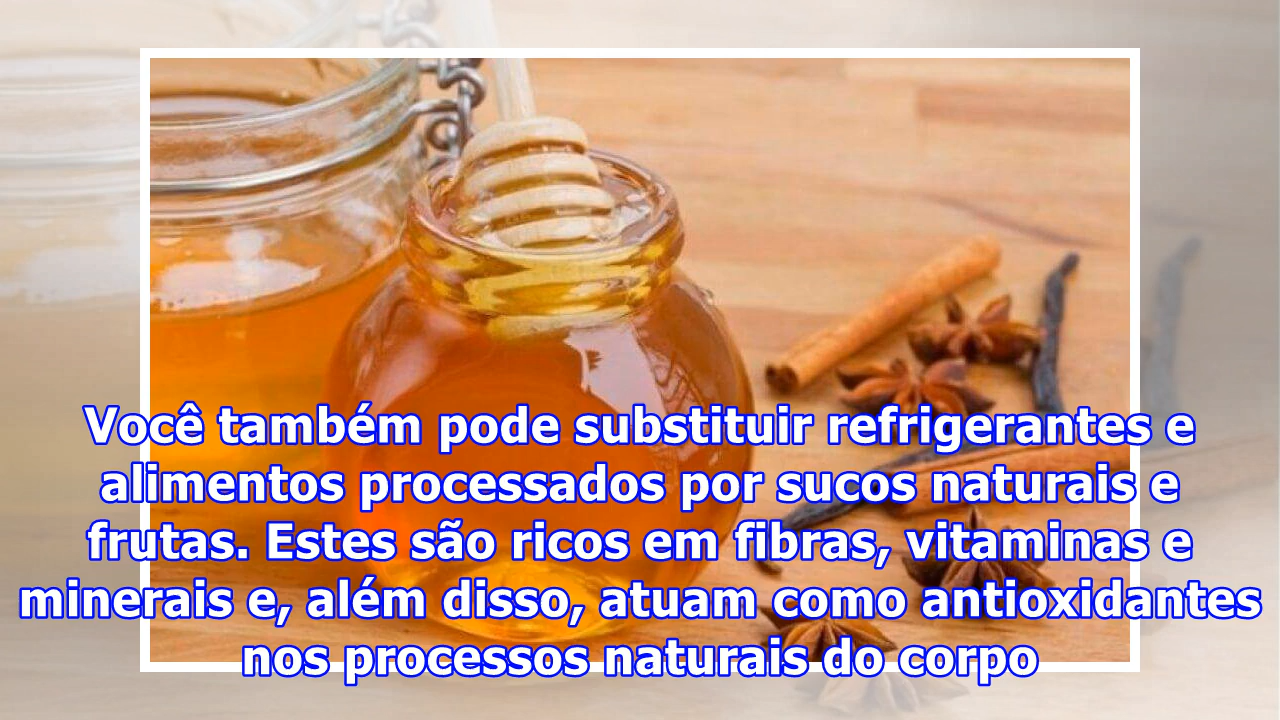 Você também pode substituir refrigerantes e
alimentos processados por sucos naturais e
frutas. Estes são ricos em fibras, vitaminas e
minerais e, além disso, atuam como antioxidantes
nos processos naturais do corpo